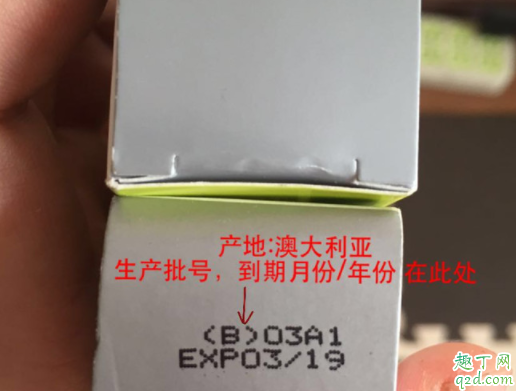 产地:澳大利亚
生产批号，到期月份/年份 在此处
(B)03A1
EXP03/19
趣丁网
q2d.com